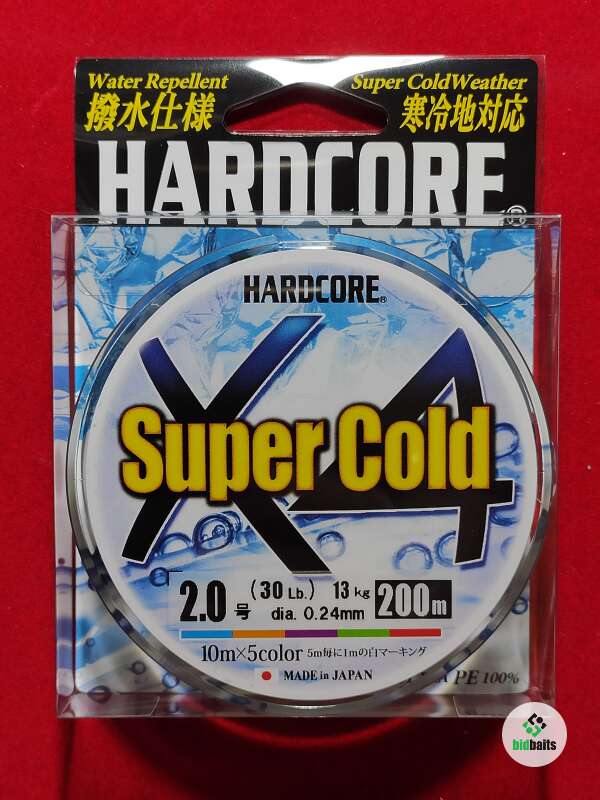 Water Repellent
撥水仕様
Super ColdWeather
寒冷地対応
HARDCORE®
HARDCORE®
X4
Super Cold
2.0号 (30 Lb.) 13kg
dia. 0.24mm 200m
10m×5color 5m毎に1mの白マーキング
MADE in JAPAN
PE 100%
bidbaits